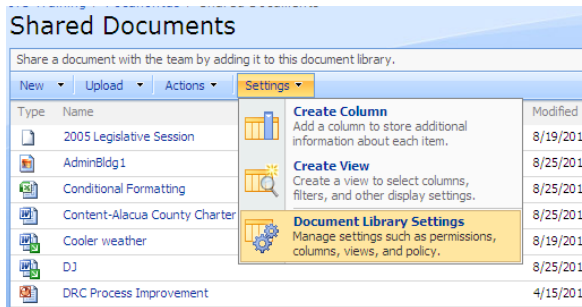 Shared Documents
Share a document with the team by adding it to this document library.
New Upload Actions Settings
Type Name Modified
Create Column
Add a column to store additional
information about each item.
Create View
Create a view to select columns,
filters, and other display settings.
Document Library Settings
Manage settings such as permissions,
columns, views, and policy.
2005 Legislative Session 8/19/201
AdminBldg1 8/25/201
Conditional Formatting 8/25/201
Content-Alacua County Charter 8/25/201
Cooler weather 8/19/201
DJ 8/25/201
DRC Process Improvement 4/15/201